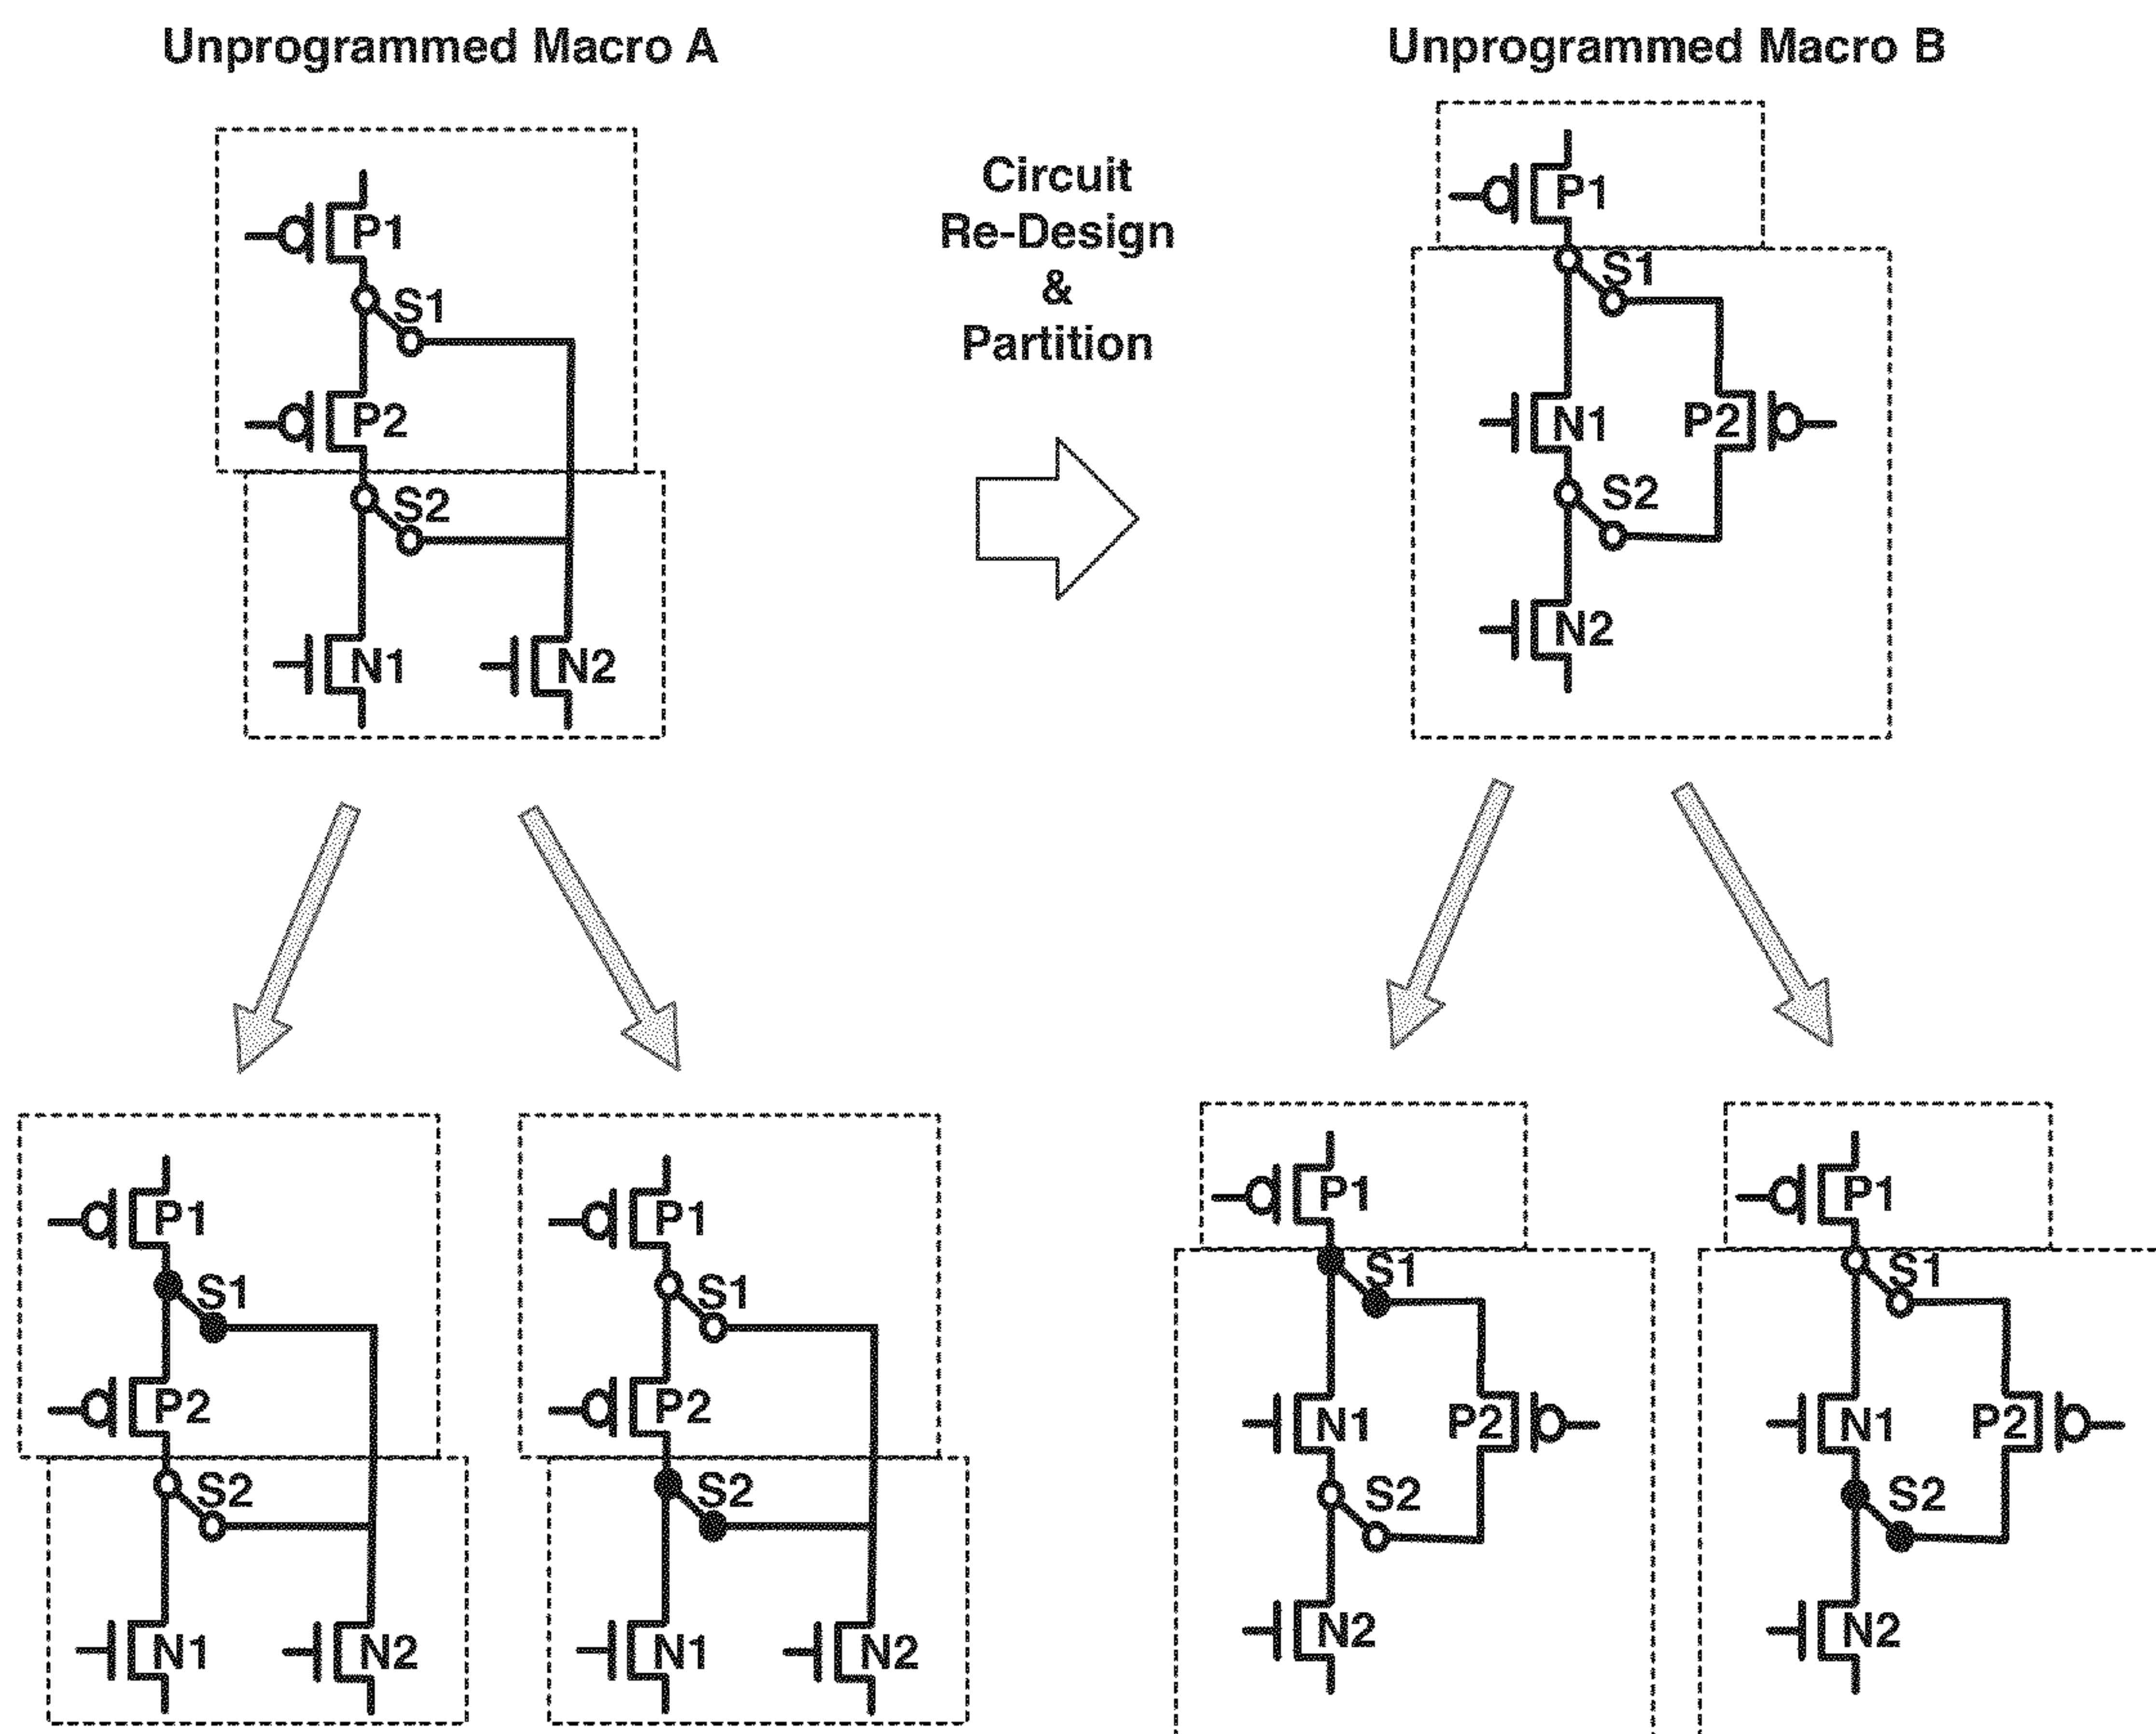 Unprogrammed Macro A
Unprogrammed Macro B
P1
S1
P2
S2
N1
N2
Circuit
Re-Design
&
Partition
P1
S1
N1
P2
S2
N2
P1
S1
P2
S2
N1
N2
P1
S1
P2
S2
N1
N2
P1
S1
N1
P2
S2
N2
P1
S1
N1
P2
S2
N2